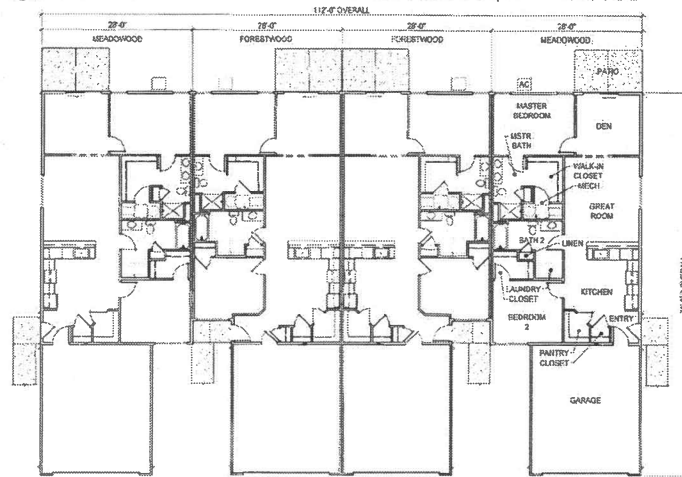 112'-0" OVERALL
28'-0" 28'-0" 28'-0" 28'-0"
MEADOWOOD FORESTWOOD FORESTWOOD MEADOWOOD
PATIO
AC
MASTER
BEDROOM
DEN
MSTR.
BATH
WALK-IN
CLOSET
MECH
GREAT
ROOM
BATH 2
LINEN
LAUNDRY
CLOSET
KITCHEN
BEDROOM
2
ENTRY
PANTRY
CLOSET
GARAGE